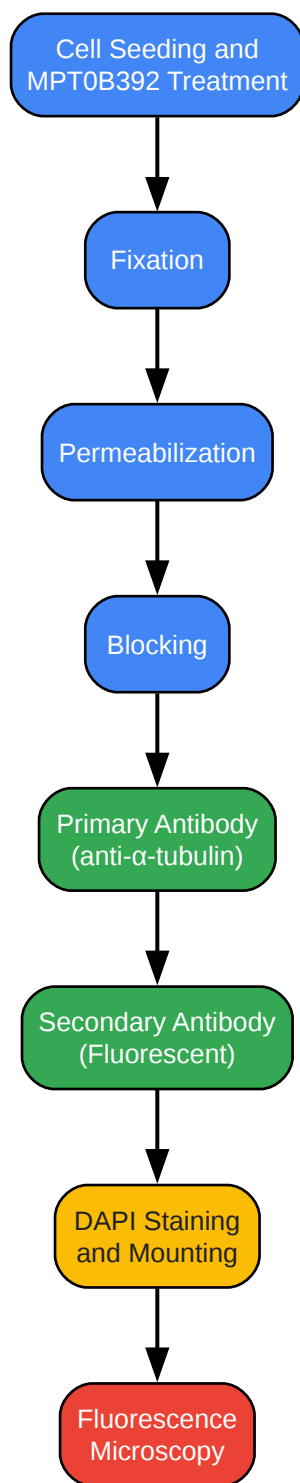 Cell Seeding and
MPT0B392 Treatment
Fixation
Permeabilization
Blocking
Primary Antibody
(anti-α-tubulin)
Secondary Antibody
(Fluorescent)
DAPI Staining
and Mounting
Fluorescence
Microscopy